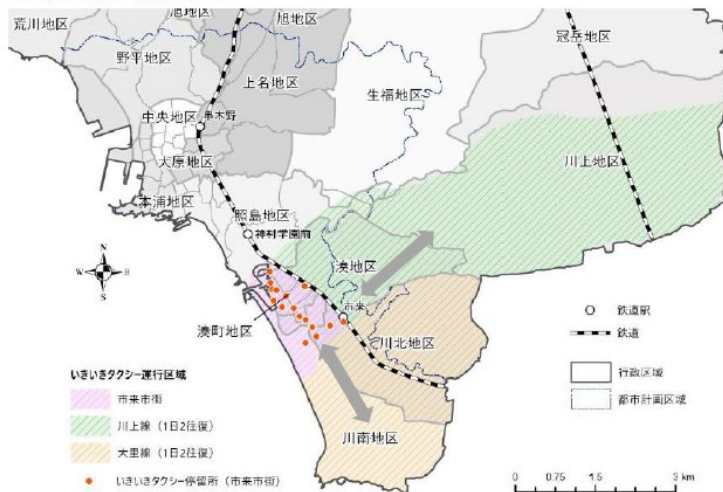 荒川地区
旭地区
旭地区
冠岳地区
野平地区
上名地区
生福地区
中央地区
串木野
川上地区
大原地区
本浦地区
照島地区
神村学園前
N
W
E
S
湊地区
市来
湊町地区
川北地区
川南地区
いきいきタクシー運行区域
市来市街
川上線（1日2往復）
大里線（1日2往復）
いきいきタクシー停留所（市来市街）
鉄道駅
鉄道
行政区域
都市計画区域
0 0.75 1.5 3 km